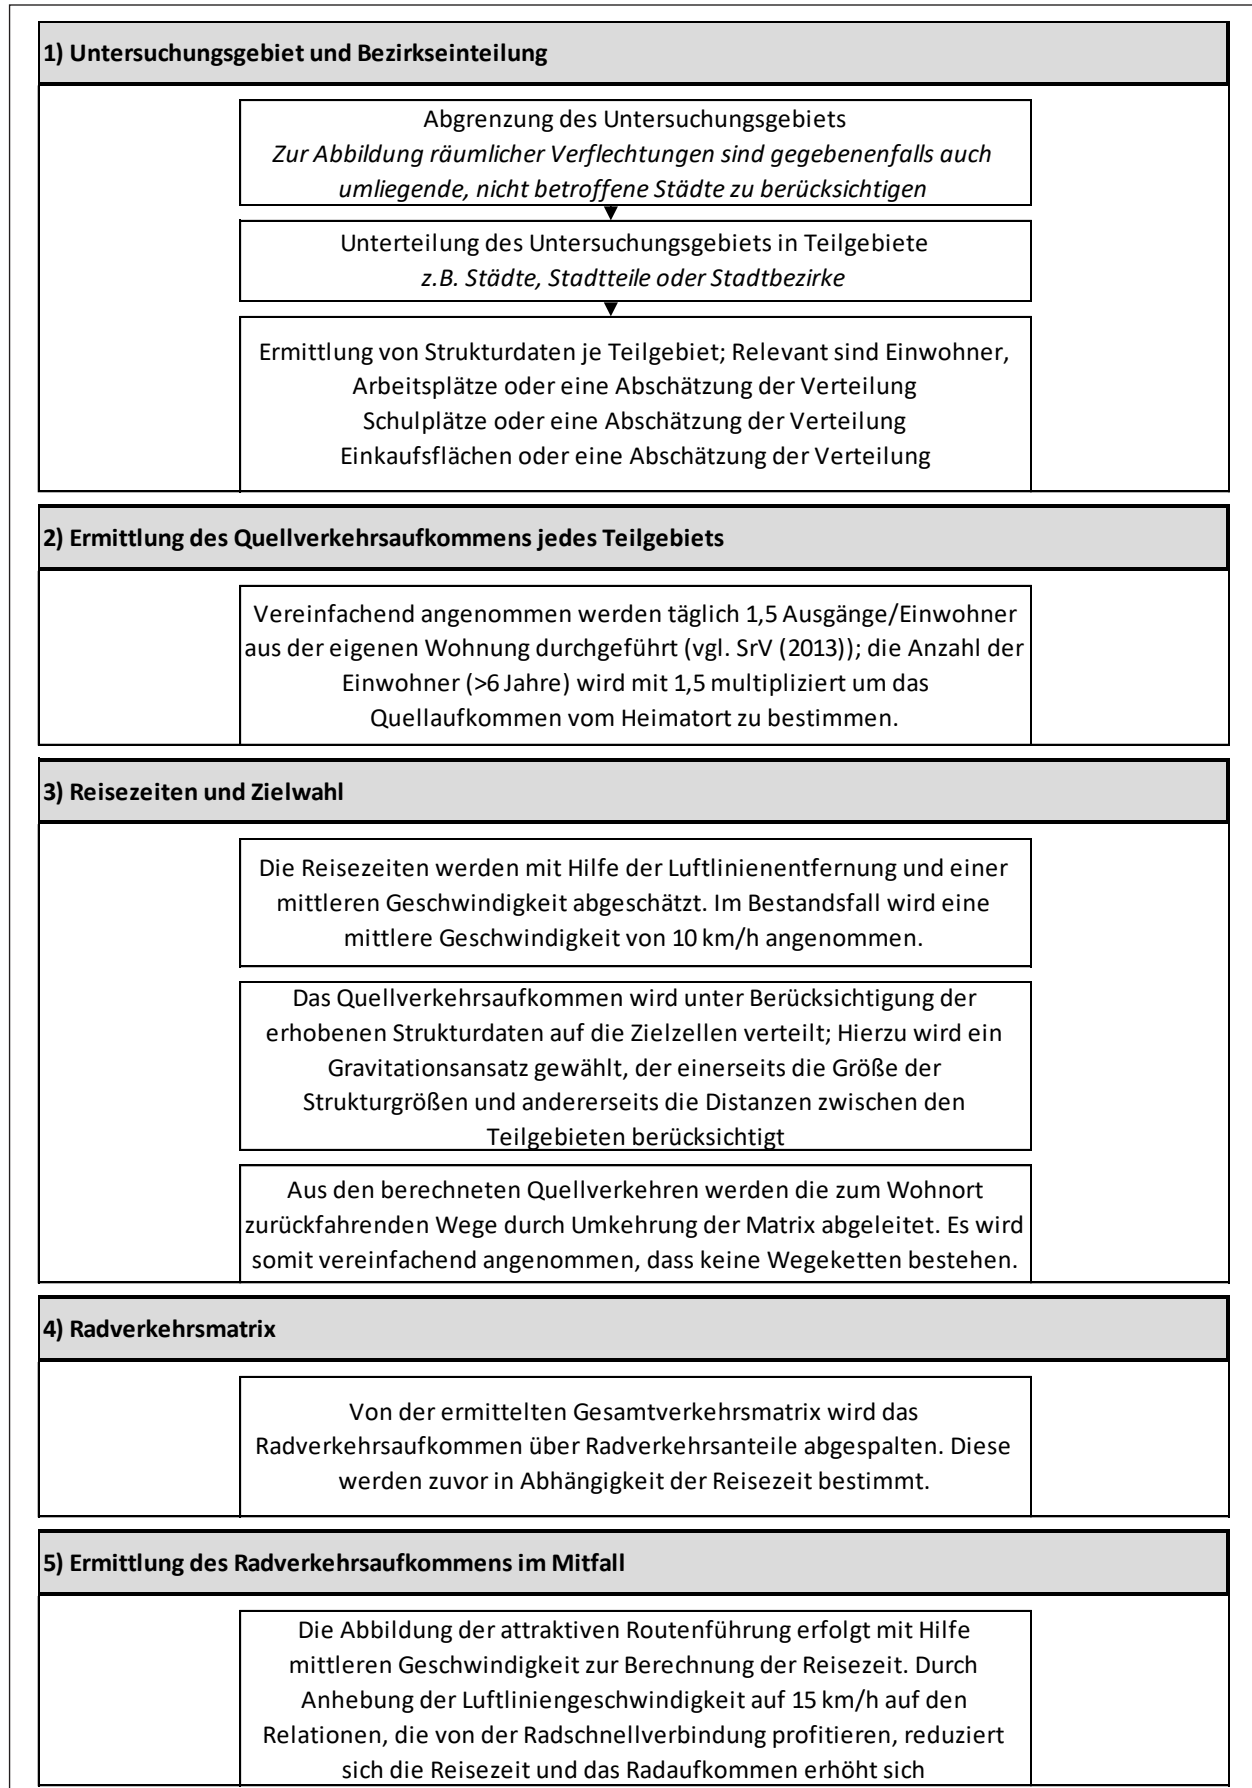 1) Untersuchungsgebiet und Bezirkseinteilung
Abgrenzung des Untersuchungsgebiets
Zur Abbildung räumlicher Verflechtungen sind gegebenenfalls auch
umliegende, nicht betroffene Städte zu berücksichtigen
Unterteilung des Untersuchungsgebiets in Teilgebiete
z.B. Städte, Stadtteile oder Stadtbezirke
Ermittlung von Strukturdaten je Teilgebiet; Relevant sind Einwohner,
Arbeitsplätze oder eine Abschätzung der Verteilung
Schulplätze oder eine Abschätzung der Verteilung
Einkaufsflächen oder eine Abschätzung der Verteilung
2) Ermittlung des Quellverkehrsaufkommens jedes Teilgebiets
Vereinfachend angenommen werden täglich 1,5 Ausgänge/Einwohner
aus der eigenen Wohnung durchgeführt (vgl. SrV (2013)); die Anzahl der
Einwohner (>6 Jahre) wird mit 1,5 multipliziert um das
Quellaufkommen vom Heimatort zu bestimmen.
3) Reisezeiten und Zielwahl
Die Reisezeiten werden mit Hilfe der Luftlinienentfernung und einer
mittleren Geschwindigkeit abgeschätzt. Im Bestandsfall wird eine
mittlere Geschwindigkeit von 10 km/h angenommen.
Das Quellverkehrsaufkommen wird unter Berücksichtigung der
erhobenen Strukturdaten auf die Zielzellen verteilt; Hierzu wird ein
Gravitationsansatz gewählt, der einerseits die Größe der
Strukturgrößen und andererseits die Distanzen zwischen den
Teilgebieten berücksichtigt
Aus den berechneten Quellverkehren werden die zum Wohnort
zurückfahrenden Wege durch Umkehrung der Matrix abgeleitet. Es wird
somit vereinfachend angenommen, dass keine Wegeketten bestehen.
4) Radverkehrsmatrix
Von der ermittelten Gesamtverkehrsmatrix wird das
Radverkehrsaufkommen über Radverkehrsanteile abgespalten. Diese
werden zuvor in Abhängigkeit der Reisezeit bestimmt.
5) Ermittlung des Radverkehrsaufkommens im Mitfall
Die Abbildung der attraktiven Routenführung erfolgt mit Hilfe
mittleren Geschwindigkeit zur Berechnung der Reisezeit. Durch
Anhebung der Luftliniengeschwindigkeit auf 15 km/h auf den
Relationen, die von der Radschnellverbindung profitieren, reduziert
sich die Reisezeit und das Radaufkommen erhöht sich